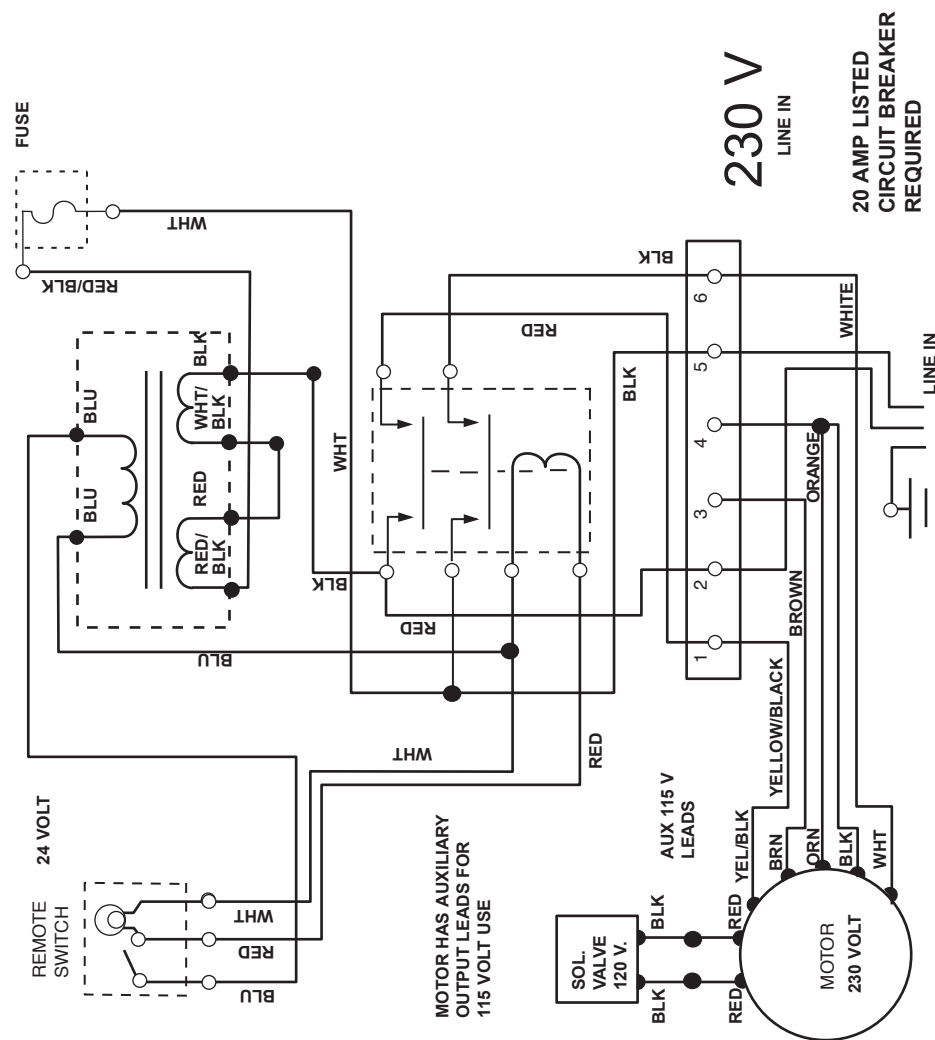 FUSE
WHT
RED/BLK
BLU
BLU
BLK
WHT/
BLK
RED
RED/
BLK
WHT
BLK
RED
BLU
RED
BLK
BLK
230 V
LINE IN
20 AMP LISTED
CIRCUIT BREAKER
REQUIRED
1
2
3
4
5
6
WHITE
LINE IN
ORANGE
BROWN
YELLOW/BLACK
24 VOLT
REMOTE
SWITCH
WHT
RED
BLU
WHT
RED
MOTOR HAS AUXILIARY
OUTPUT LEADS FOR
115 VOLT USE
AUX 115 V
LEADS
SOL.
VALVE
120 V.
BLK
BLK
RED
RED
YEL/BLK
BRN
ORN
BLK
WHT
MOTOR
230 VOLT